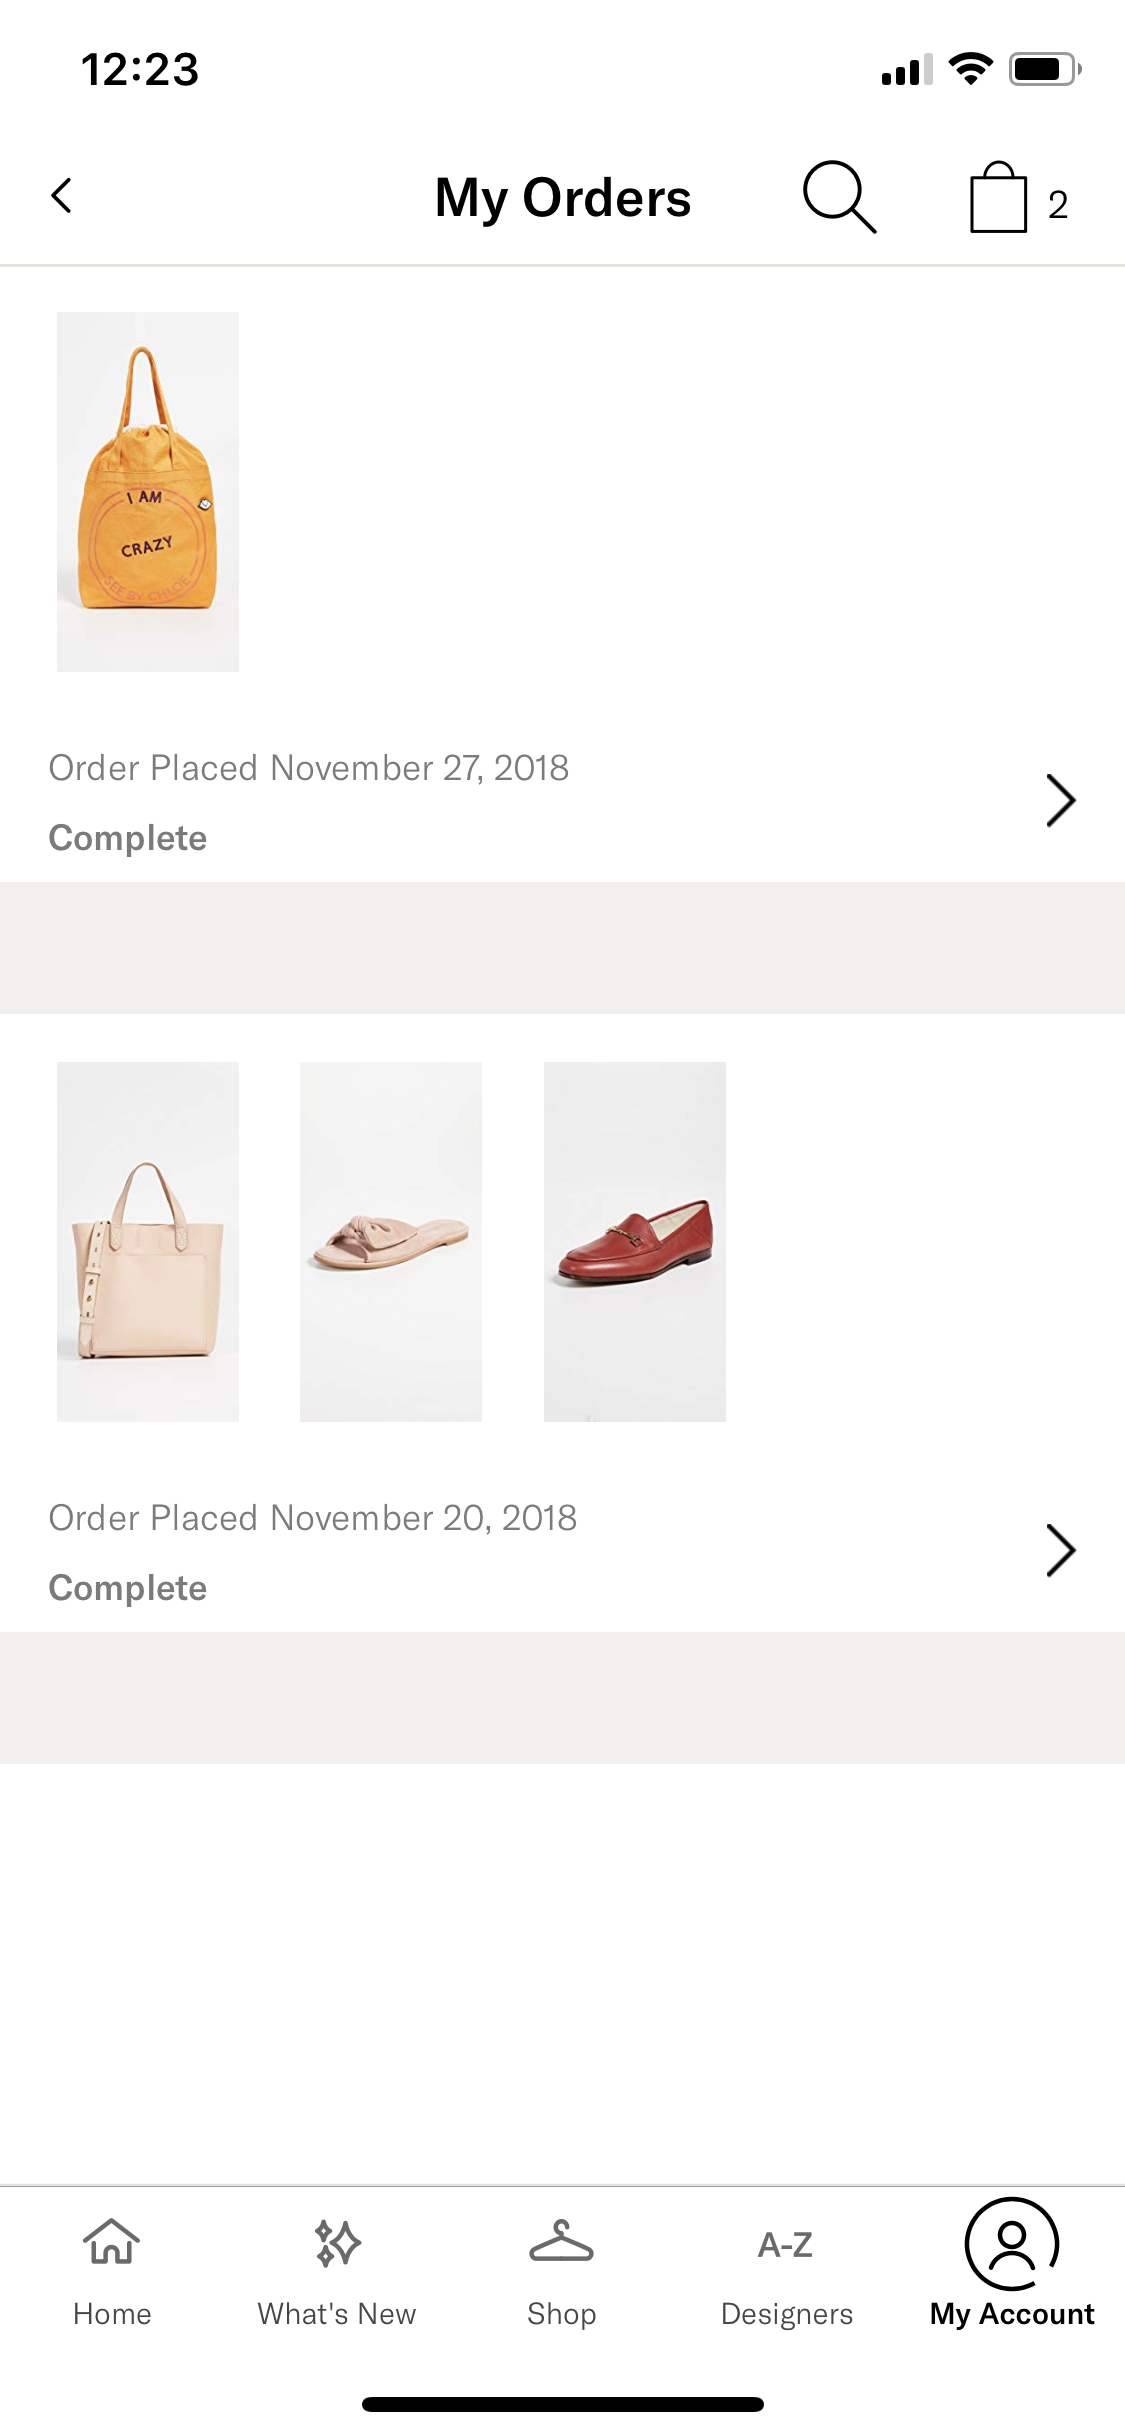 12:23
My Orders
2
I AM
CRAZY
SEE BY CHLOE
Order Placed November 27, 2018
Complete
Order Placed November 20, 2018
Complete
A-Z
Home
What's New
Shop
Designers
My Account